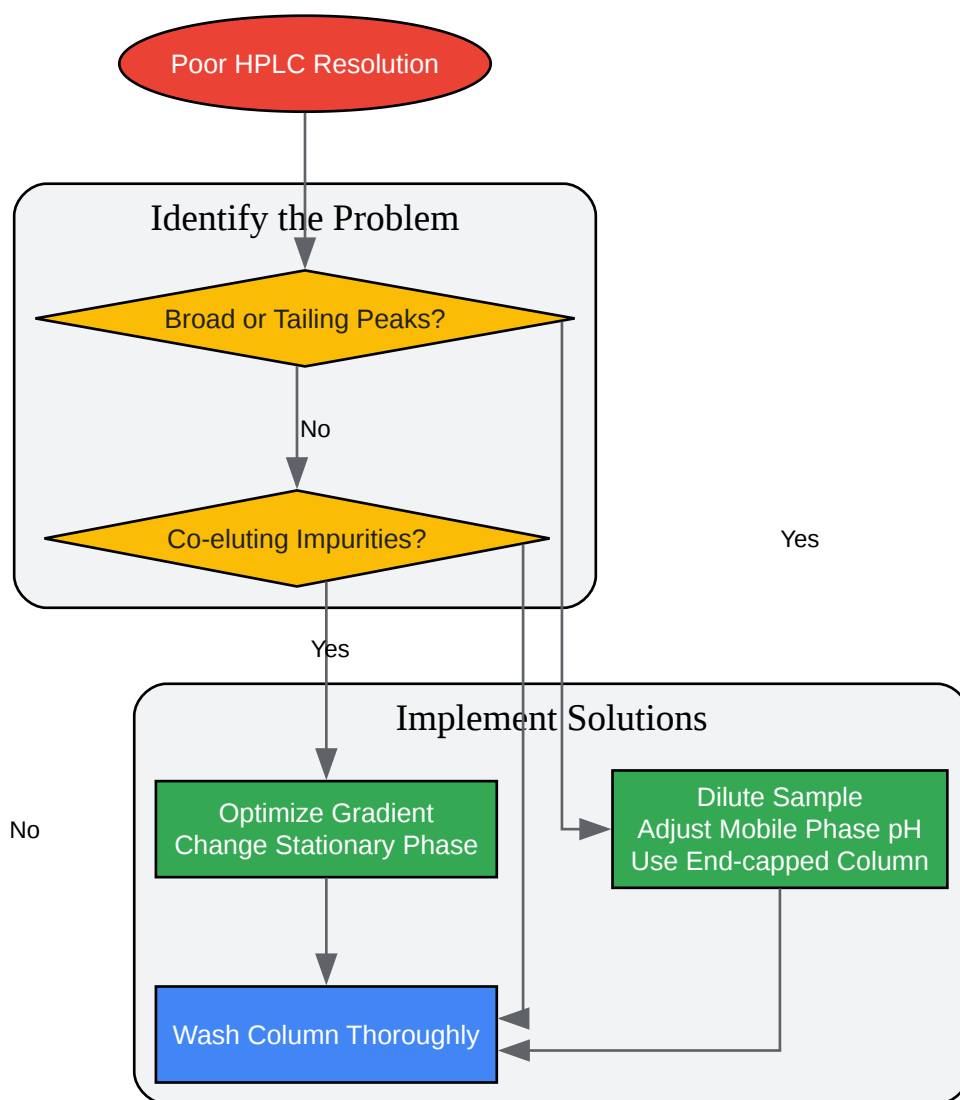 Poor HPLC Resolution
Identify the Problem
Broad or Tailing Peaks?
No
Co-eluting Impurities?
Yes
Yes
Implement Solutions
Optimize Gradient
Change Stationary Phase
Dilute Sample
Adjust Mobile Phase pH
Use End-capped Column
No
Wash Column Thoroughly